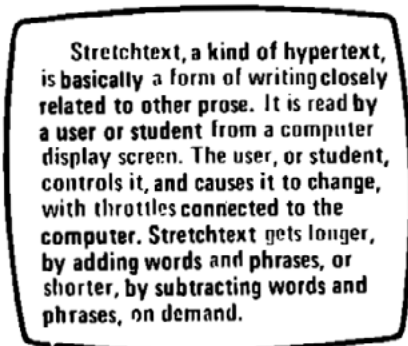 Stretchtext, a kind of hypertext,
is basically a form of writing closely
related to other prose. It is read by
a user or student from a computer
display screen. The user, or student,
controls it, and causes it to change,
with throttles connected to the
computer. Stretchtext gets longer,
by adding words and phrases, or
shorter, by subtracting words and
phrases, on demand.